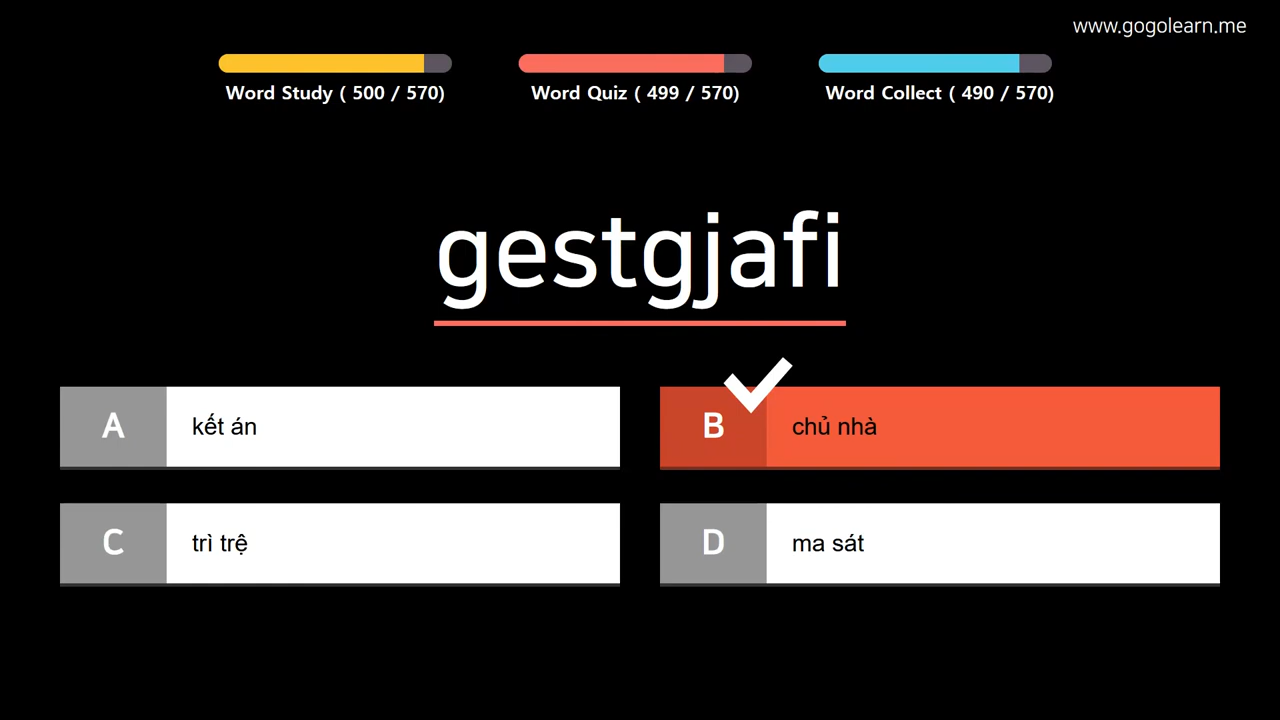 www.gogolearn.me
Word Study ( 500 / 570)
Word Quiz ( 499 / 570)
Word Collect ( 490 / 570)
gestgjafi
A kết án
B chủ nhà
C trì trệ
D ma sát